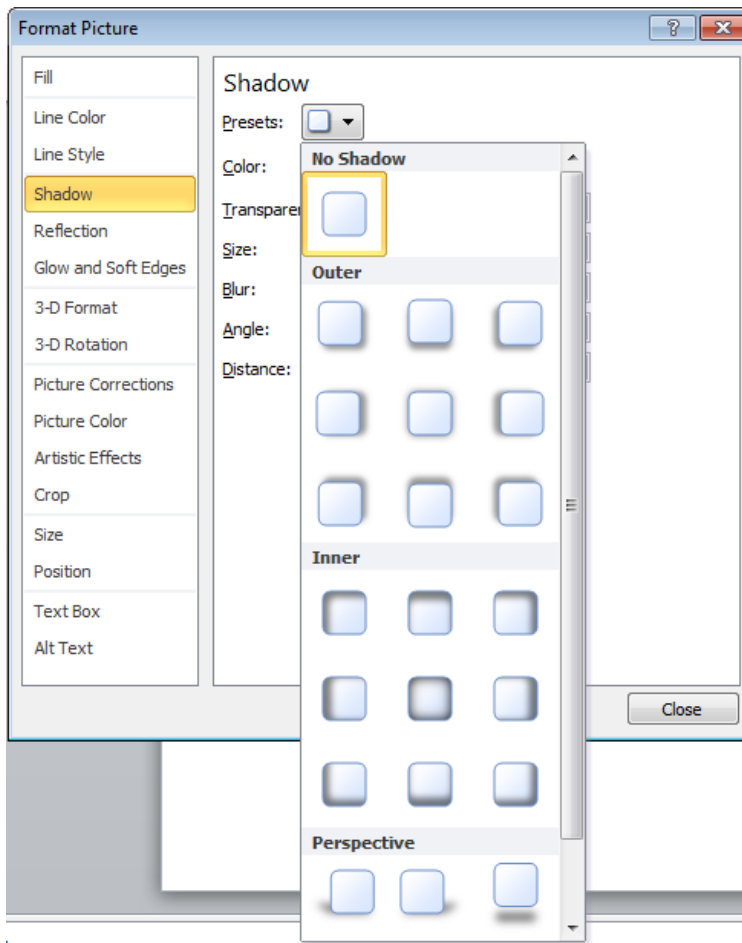 Format Picture
Fill
Line Color
Line Style
Shadow
Reflection
Glow and Soft Edges
3-D Format
3-D Rotation
Picture Corrections
Picture Color
Artistic Effects
Crop
Size
Position
Text Box
Alt Text
Shadow
Presets:
Color:
Transparen
Size:
Blur:
Angle:
Distance:
No Shadow
Outer
Inner
Perspective
Close